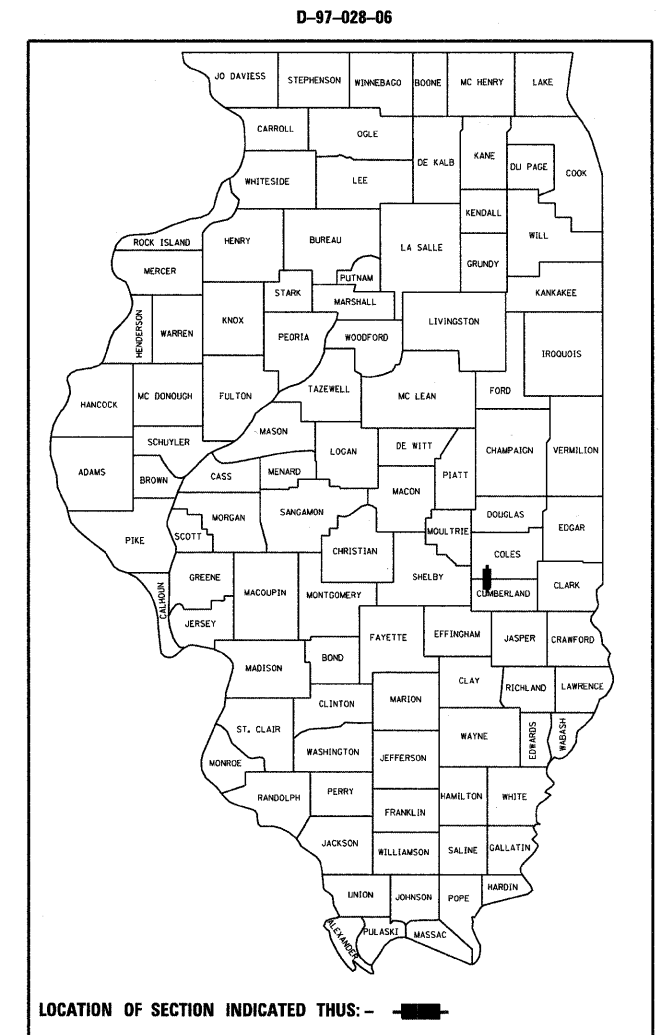 D-97-028-06
JO DAVIESS
STEPHENSON
WINNEBAGO
BOONE
MC HENRY
LAKE
CARROLL
OGLE
DE KALB
KANE
DU PAGE
COOK
WHITESIDE
LEE
KENDALL
WILL
ROCK ISLAND
HENRY
BUREAU
LA SALLE
GRUNDY
MERCER
PUTNAM
STARK
MARSHALL
KANKAKEE
HENDERSON
WARREN
KNOX
PEORIA
WOODFORD
LIVINGSTON
IROQUOIS
HANCOCK
MC DONOUGH
FULTON
TAZEWELL
MC LEAN
FORD
MASON
SCHUYLER
LOGAN
DE WITT
CHAMPAIGN
VERMILION
ADAMS
BROWN
CASS
MENARD
PIATT
MACON
PIKE
SCOTT
MORGAN
SANGAMON
DOUGLAS
EDGAR
MOULTRIE
CHRISTIAN
COLES
SHELBY
CALHOUN
GREENE
MACOUPIN
MONTGOMERY
CUMBERLAND
CLARK
JERSEY
FAYETTE
EFFINGHAM
JASPER
CRAWFORD
MADISON
BOND
CLAY
RICHLAND
LAWRENCE
CLINTON
MARION
ST. CLAIR
WAYNE
EDWARDS
WABASH
WASHINGTON
JEFFERSON
MONROE
RANDOLPH
PERRY
HAMILTON
WHITE
FRANKLIN
JACKSON
WILLIAMSON
SALINE
GALLATIN
UNION
JOHNSON
POPE
HARDIN
ALEXANDER
PULASKI
MASSAC
LOCATION OF SECTION INDICATED THUS: -